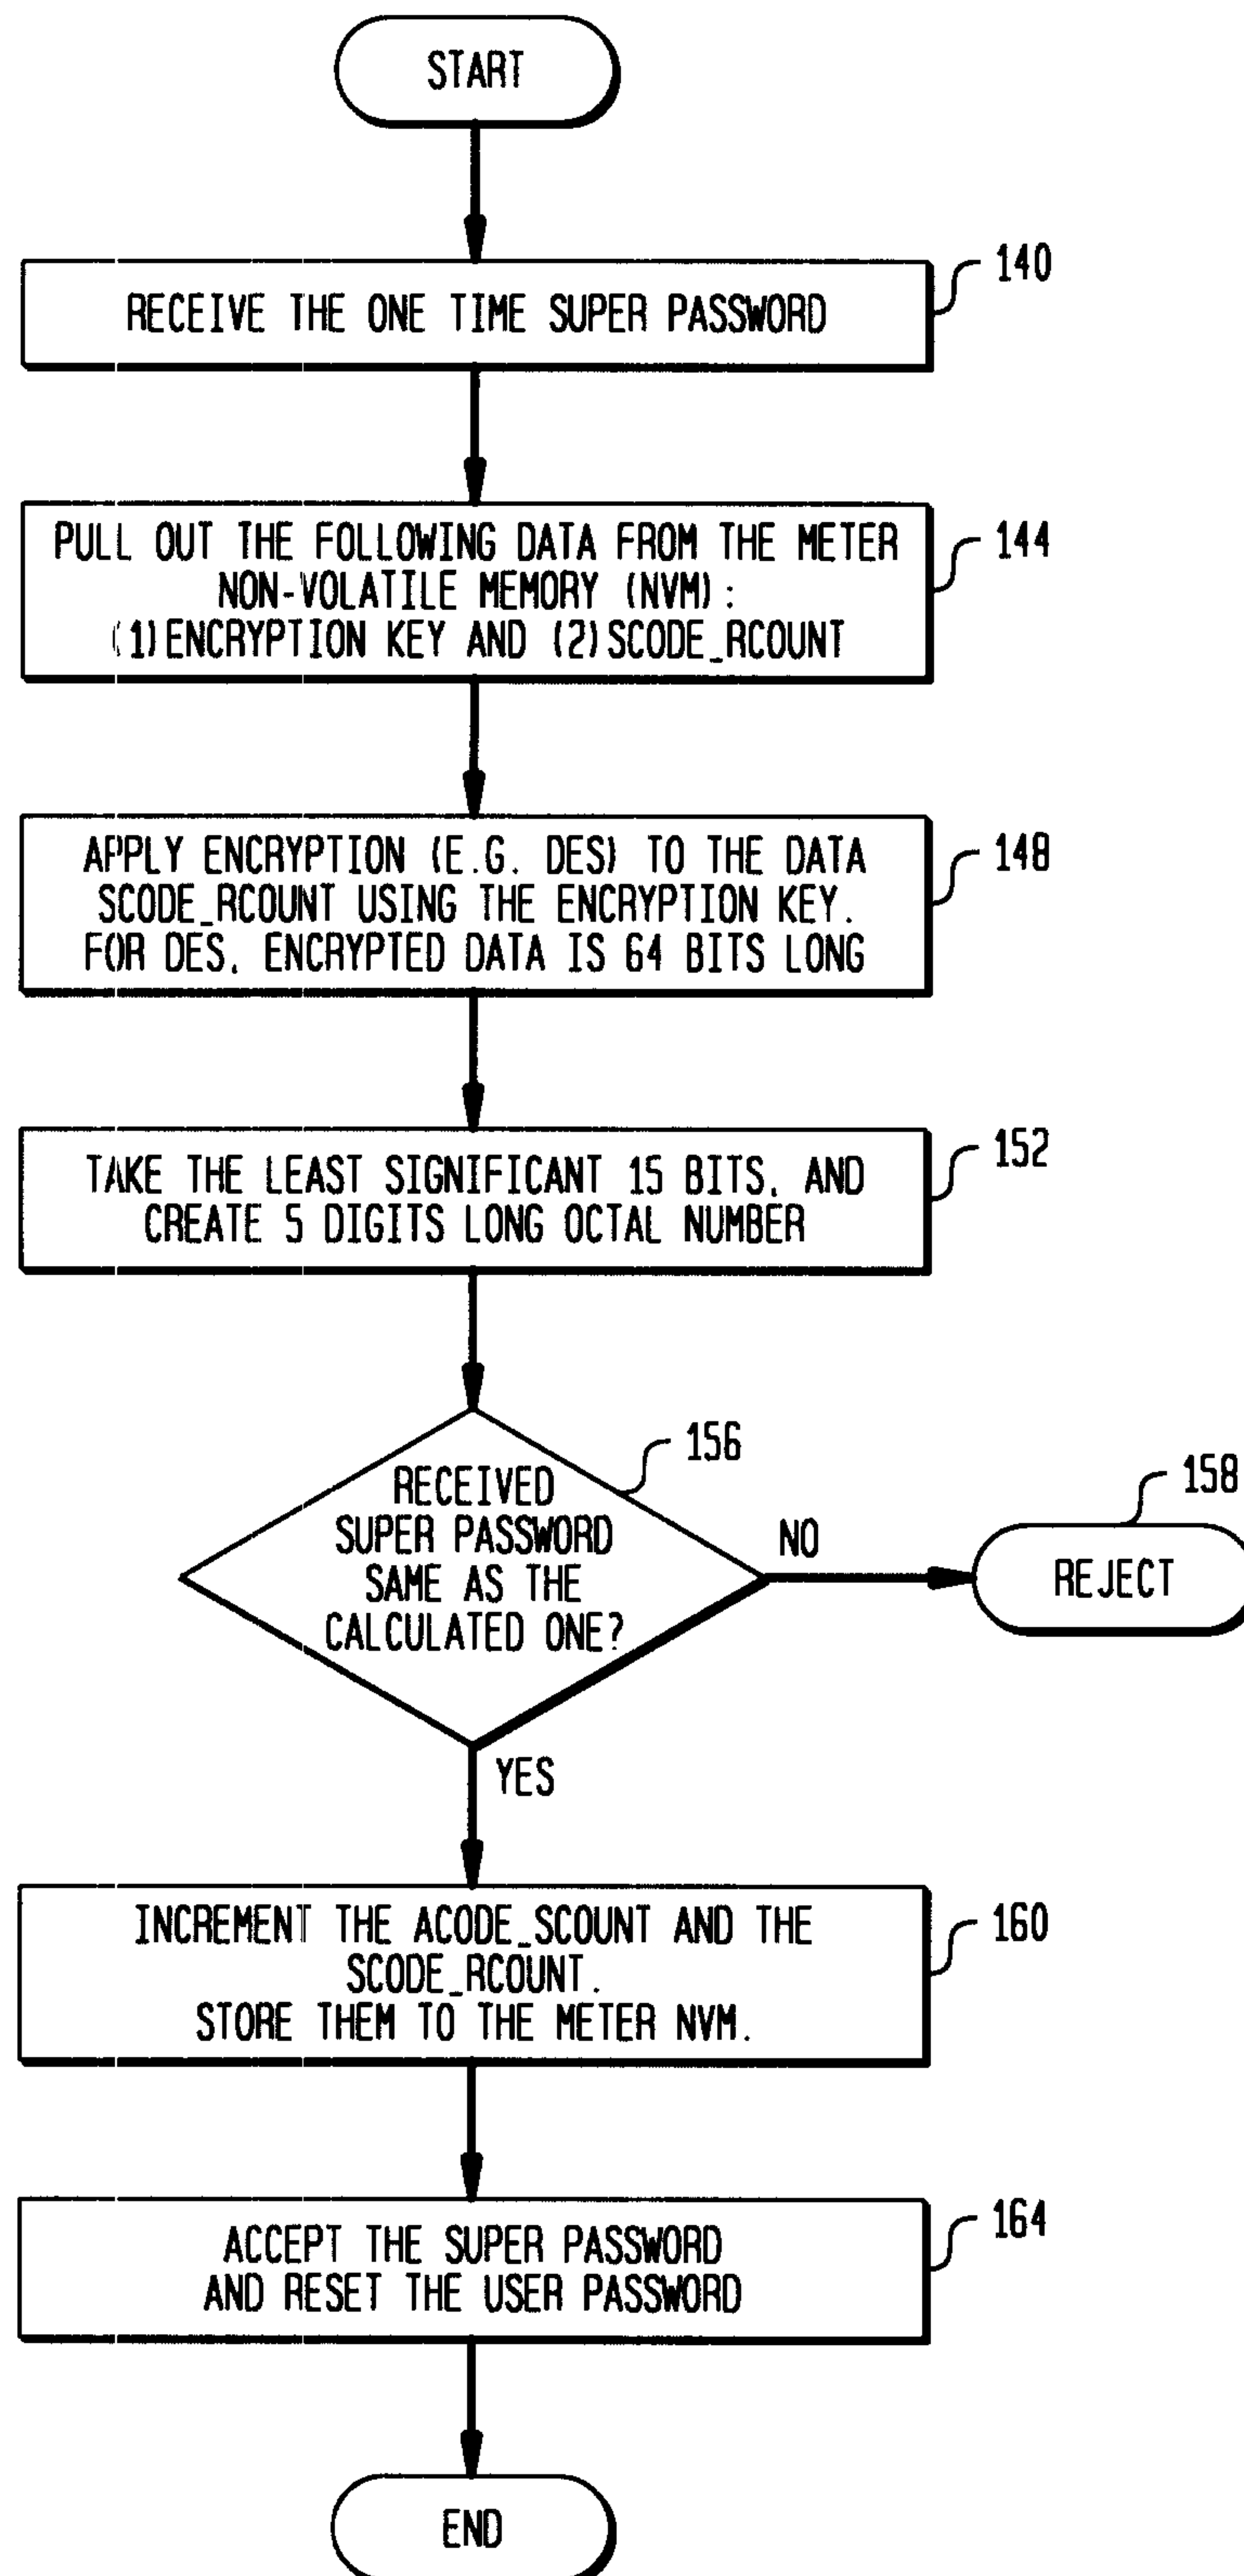 START
RECEIVE THE ONE TIME SUPER PASSWORD
140
PULL OUT THE FOLLOWING DATA FROM THE METER
NON-VOLATILE MEMORY (NVM):
(1)ENCRYPTION KEY AND (2)SCODE_RCOUNT
144
APPLY ENCRYPTION (E.G. DES) TO THE DATA
SCODE_RCOUNT USING THE ENCRYPTION KEY.
FOR DES, ENCRYPTED DATA IS 64 BITS LONG
148
TAKE THE LEAST SIGNIFICANT 15 BITS, AND
CREATE 5 DIGITS LONG OCTAL NUMBER
152
RECEIVED
SUPER PASSWORD
SAME AS THE
CALCULATED ONE?
156
NO
REJECT
158
YES
INCREMENT THE ACODE_SCOUNT AND THE
SCODE_RCOUNT.
STORE THEM TO THE METER NVM.
160
ACCEPT THE SUPER PASSWORD
AND RESET THE USER PASSWORD
164
END